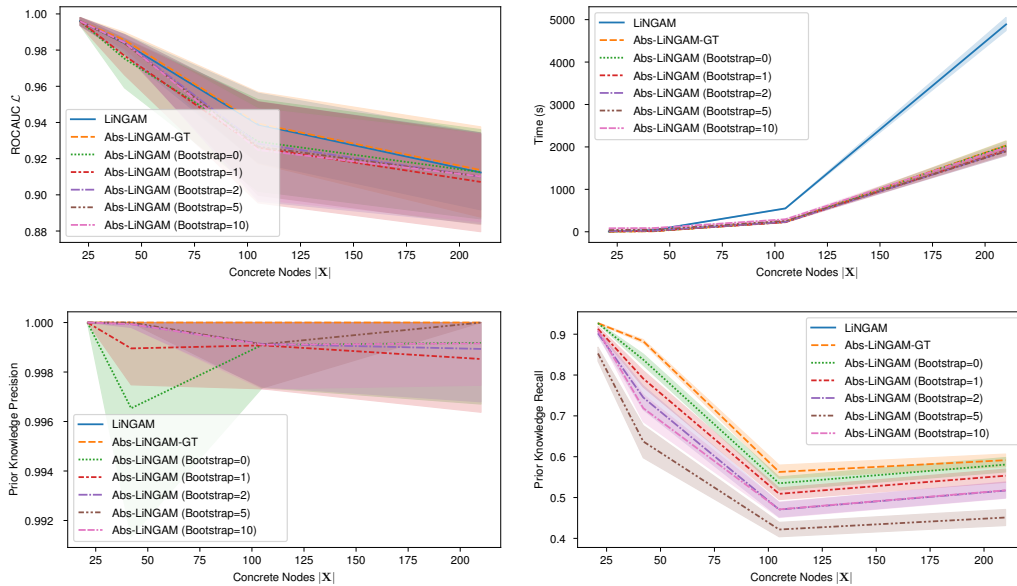 1.00
0.98
0.96
0.94
0.92
0.90
0.88
ROCAUC ℒ
LiNGAM
Abs-LiNGAM-GT
Abs-LiNGAM (Bootstrap=0)
Abs-LiNGAM (Bootstrap=1)
Abs-LiNGAM (Bootstrap=2)
Abs-LiNGAM (Bootstrap=5)
Abs-LiNGAM (Bootstrap=10)
25 50 75 100 125 150 175 200
Concrete Nodes |X|
5000
4000
3000
2000
1000
0
Time (s)
LiNGAM
Abs-LiNGAM-GT
Abs-LiNGAM (Bootstrap=0)
Abs-LiNGAM (Bootstrap=1)
Abs-LiNGAM (Bootstrap=2)
Abs-LiNGAM (Bootstrap=5)
Abs-LiNGAM (Bootstrap=10)
25 50 75 100 125 150 175 200
Concrete Nodes |X|
1.000
0.998
0.996
0.994
0.992
Prior Knowledge Precision
LiNGAM
Abs-LiNGAM-GT
Abs-LiNGAM (Bootstrap=0)
Abs-LiNGAM (Bootstrap=1)
Abs-LiNGAM (Bootstrap=2)
Abs-LiNGAM (Bootstrap=5)
Abs-LiNGAM (Bootstrap=10)
25 50 75 100 125 150 175 200
Concrete Nodes |X|
0.9
0.8
0.7
0.6
0.5
0.4
Prior Knowledge Recall
LiNGAM
Abs-LiNGAM-GT
Abs-LiNGAM (Bootstrap=0)
Abs-LiNGAM (Bootstrap=1)
Abs-LiNGAM (Bootstrap=2)
Abs-LiNGAM (Bootstrap=5)
Abs-LiNGAM (Bootstrap=10)
25 50 75 100 125 150 175 200
Concrete Nodes |X|